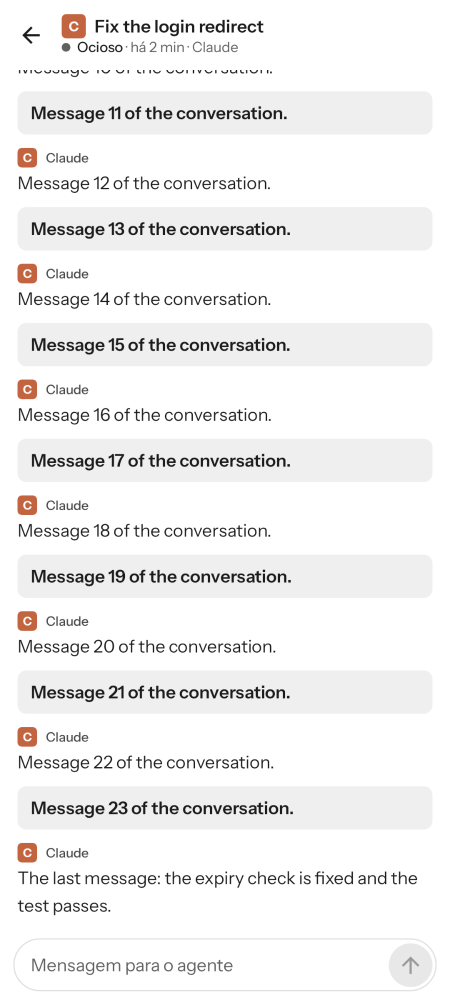 C Fix the login redirect
Ocioso · há 2 min · Claude
Message 10 of the conversation.
Message 11 of the conversation.
C Claude
Message 12 of the conversation.
Message 13 of the conversation.
C Claude
Message 14 of the conversation.
Message 15 of the conversation.
C Claude
Message 16 of the conversation.
Message 17 of the conversation.
C Claude
Message 18 of the conversation.
Message 19 of the conversation.
C Claude
Message 20 of the conversation.
Message 21 of the conversation.
C Claude
Message 22 of the conversation.
Message 23 of the conversation.
C Claude
The last message: the expiry check is fixed and the
test passes.
Mensagem para o agente